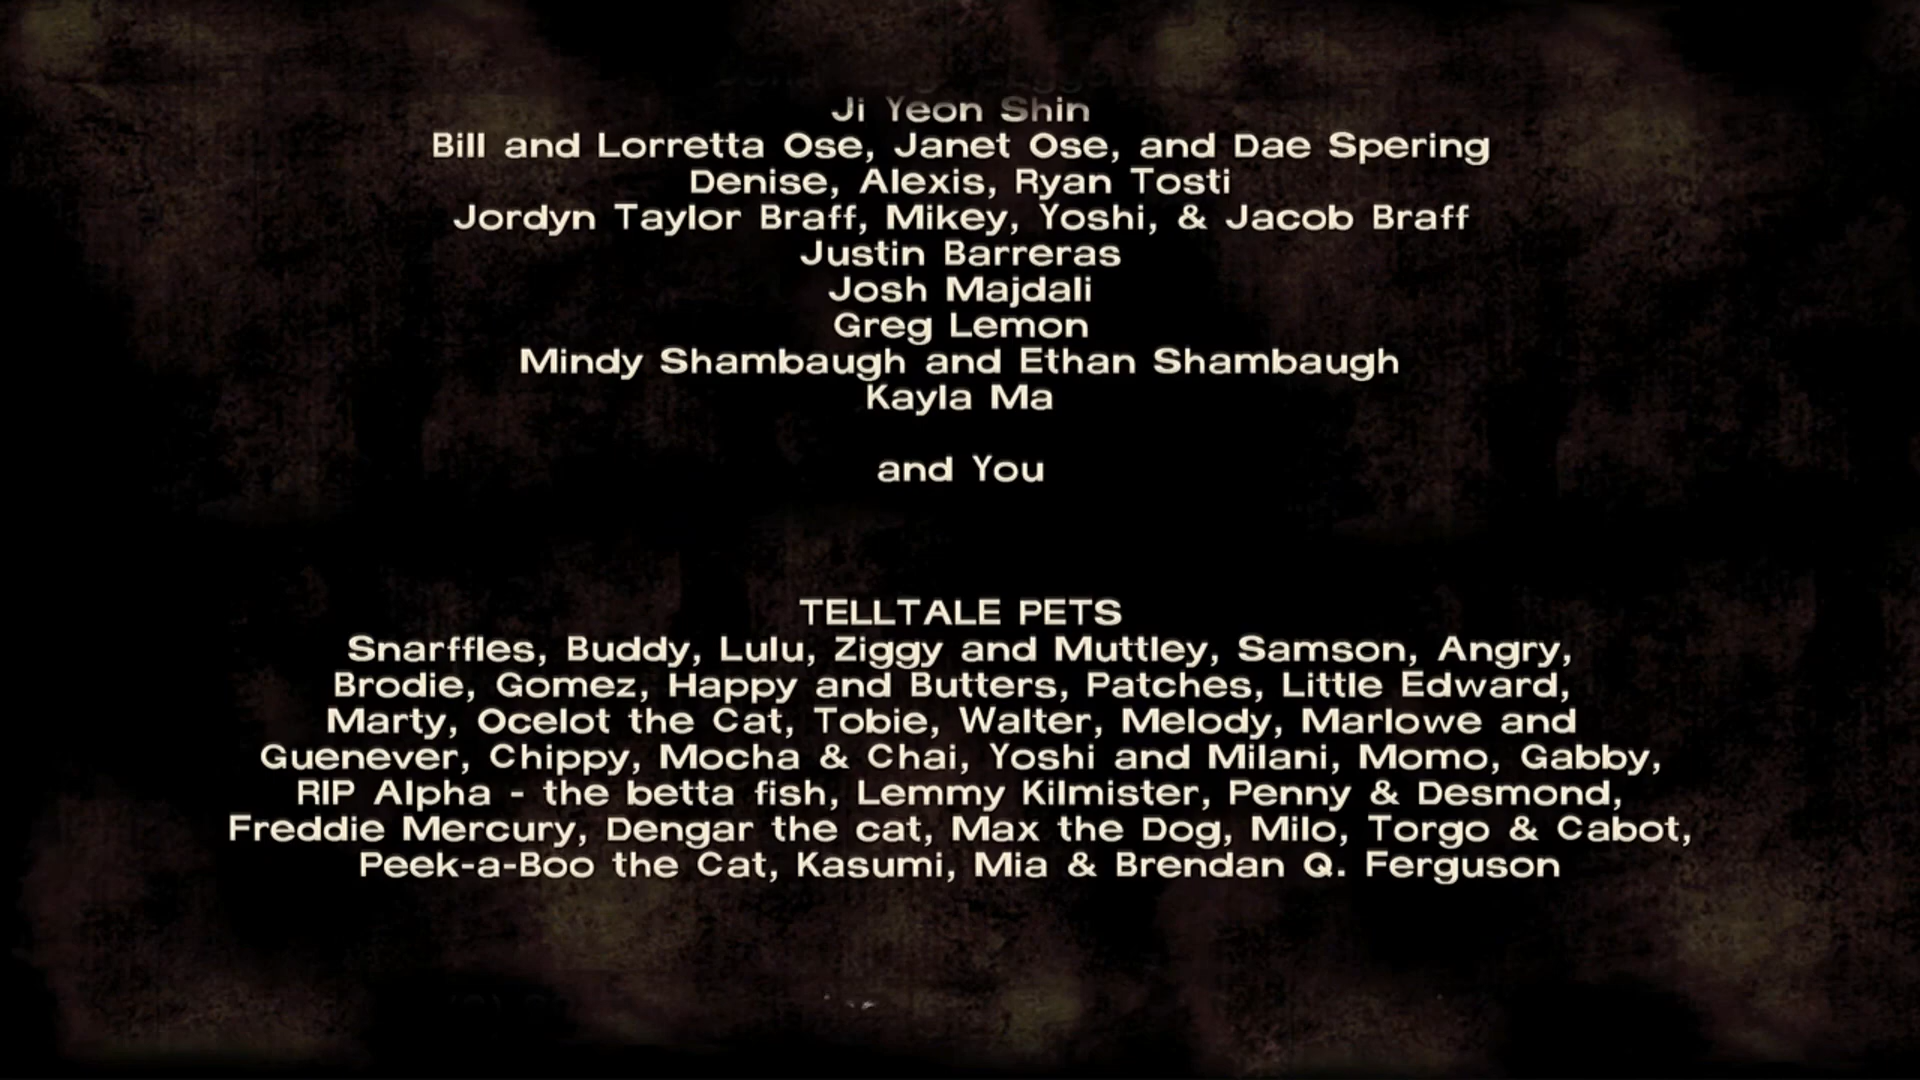 Ji Yeon Shin
Bill and Lorretta Ose, Janet Ose, and Dae Spering
Denise, Alexis, Ryan Tosti
Jordyn Taylor Braff, Mikey, Yoshi, & Jacob Braff
Justin Barreras
Josh Majdali
Greg Lemon
Mindy Shambaugh and Ethan Shambaugh
Kayla Ma
and You
TELLTALE PETS
Snarffles, Buddy, Lulu, Ziggy and Muttley, Samson, Angry,
Brodie, Gomez, Happy and Butters, Patches, Little Edward,
Marty, Ocelot the Cat, Tobie, Walter, Melody, Marlowe and
Guenever, Chippy, Mocha & Chai, Yoshi and Milani, Momo, Gabby,
RIP Alpha - the betta fish, Lemmy Kilmister, Penny & Desmond,
Freddie Mercury, Dengar the cat, Max the Dog, Milo, Torgo & Cabot,
Peek-a-Boo the Cat, Kasumi, Mia & Brendan Q. Ferguson